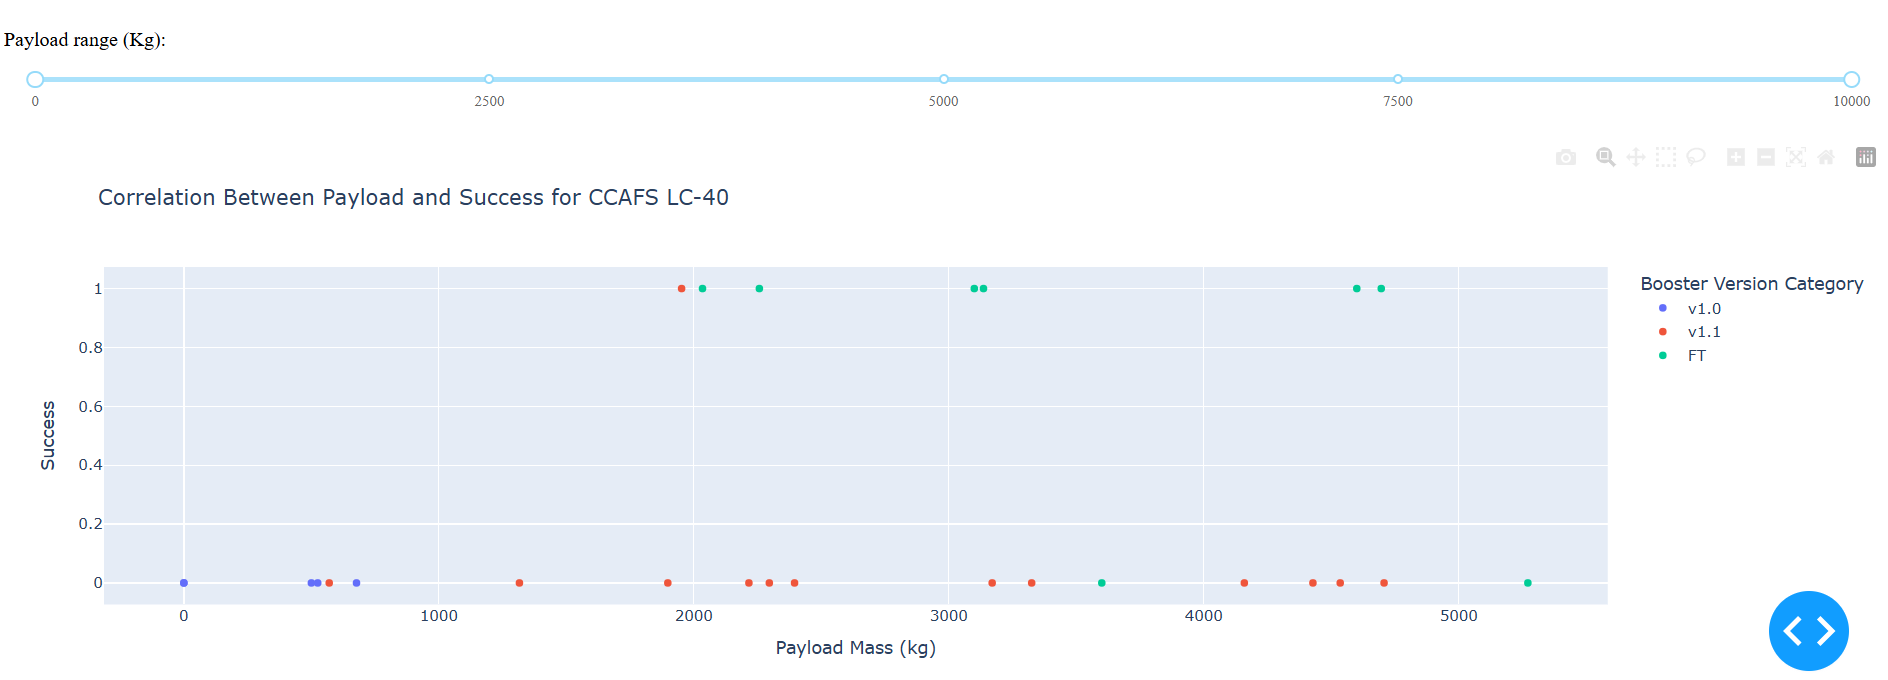 Payload range (Kg):
0 2500 5000 7500 10000
Correlation Between Payload and Success for CCAFS LC-40
Booster Version Category
v1.0
v1.1
FT
Success
1
0.8
0.6
0.4
0.2
0
0 1000 2000 3000 4000 5000
Payload Mass (kg)